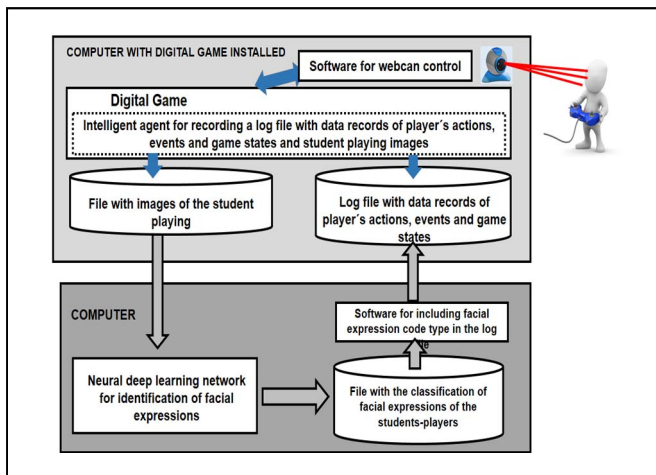 COMPUTER WITH DIGITAL GAME INSTALLED
Software for webcan control
Digital Game
Intelligent agent for recording a log file with data records of player´s actions,
events and game states and student playing images
File with images of the student
playing
Log file with data records of
player´s actions, events and game
states
COMPUTER
Software for including facial
expression code type in the log
Neural deep learning network
for identification of facial
expressions
File with the classification of
facial expressions of the
students-players